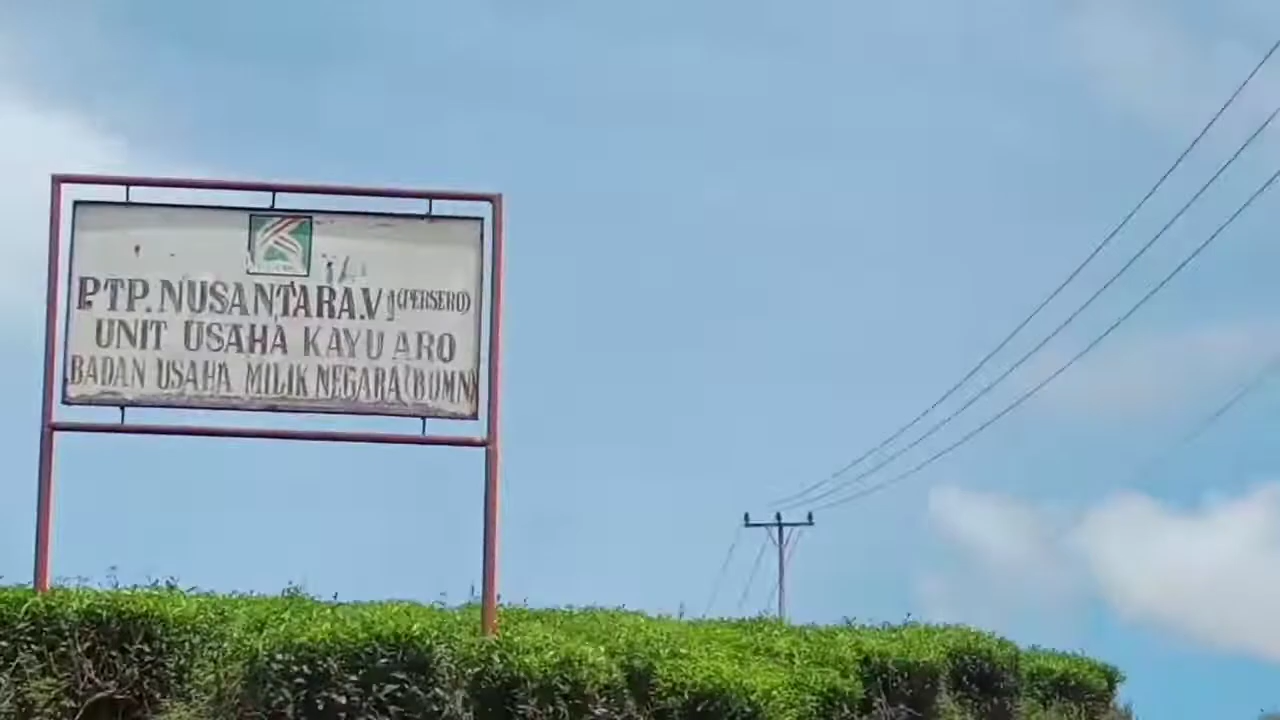 PTP. NUSANTARA.VI (PERSERO)
UNIT USAHA KAYU ARO
BADAN USAHA MILIK NEGARA (BUMN)